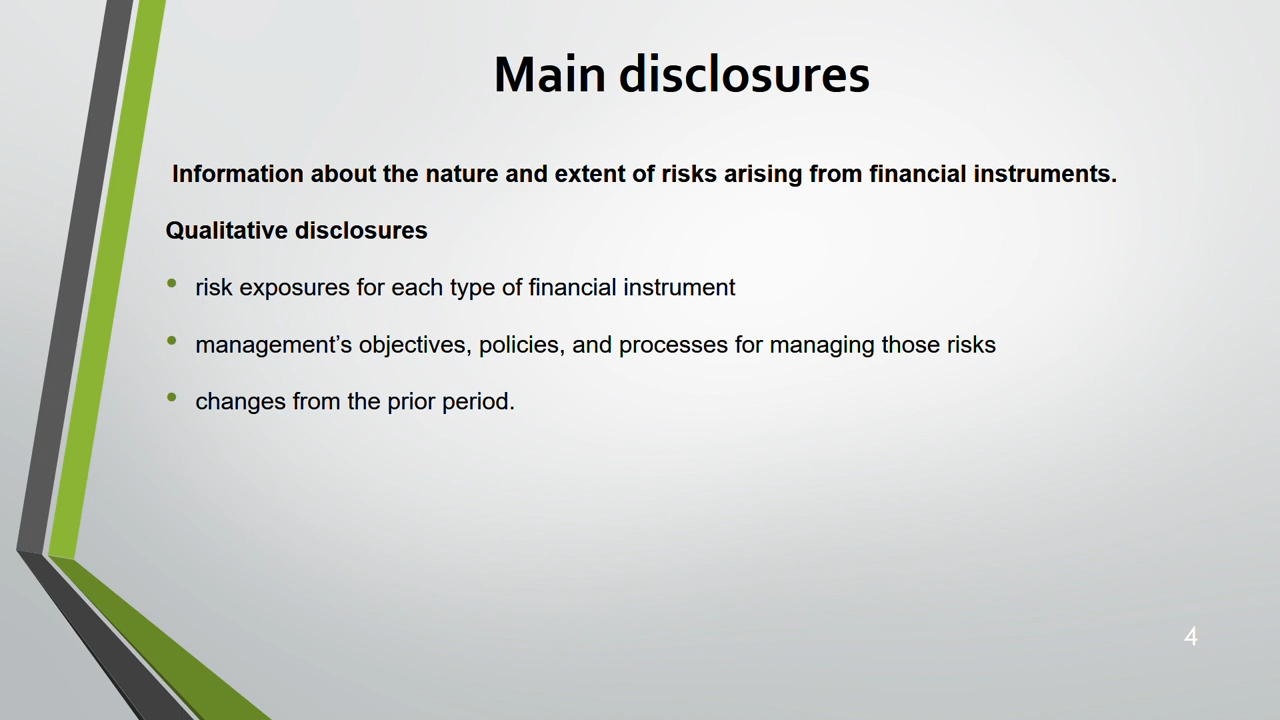 Main disclosures
Information about the nature and extent of risks arising from financial instruments.
Qualitative disclosures
• risk exposures for each type of financial instrument
• management’s objectives, policies, and processes for managing those risks
• changes from the prior period.
4